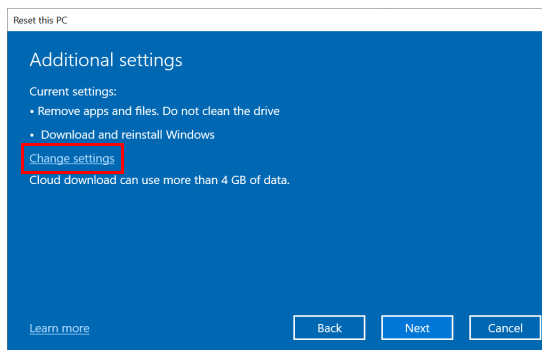 Reset this PC
Additional settings
Current settings:
• Remove apps and files. Do not clean the drive
• Download and reinstall Windows
Change settings
Cloud download can use more than 4 GB of data.
Learn more
Back
Next
Cancel